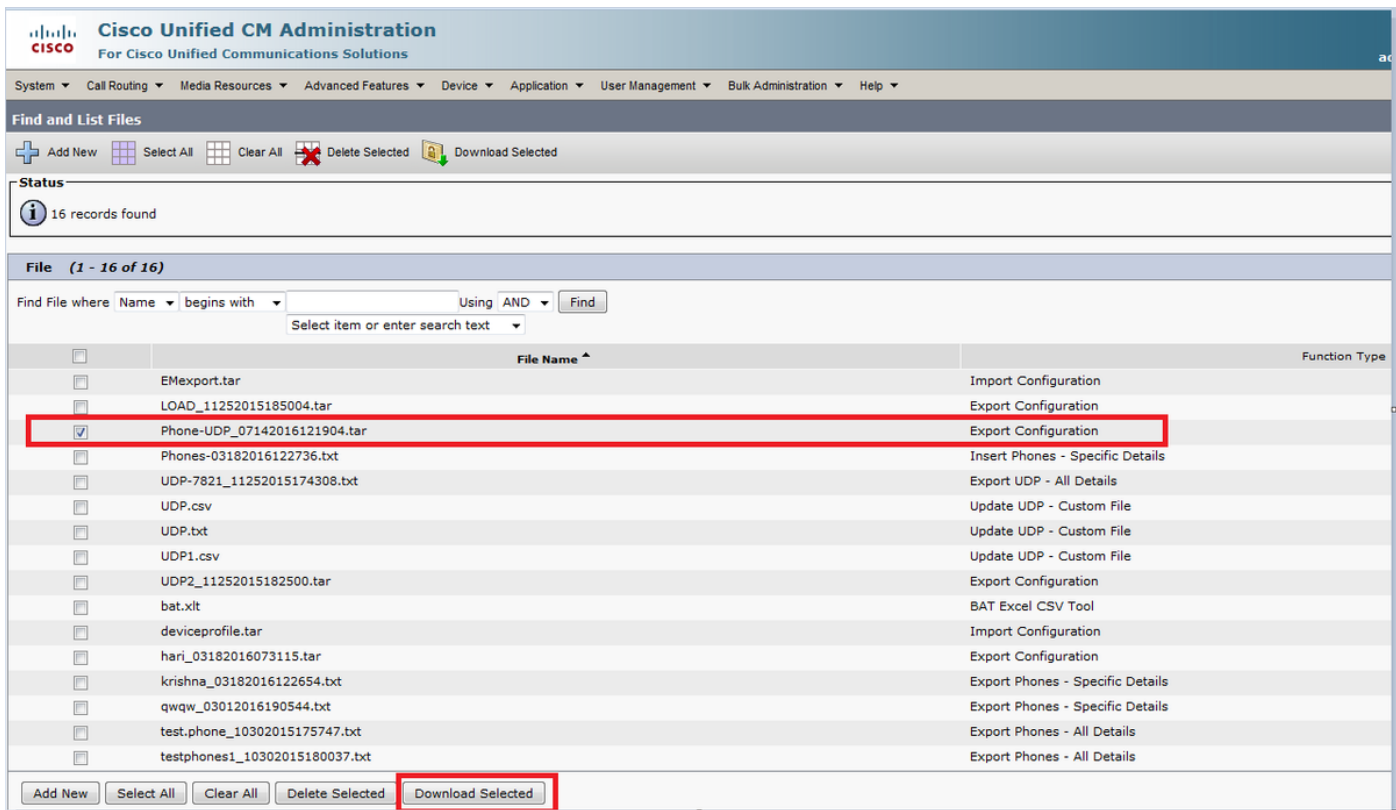 CISCO
Cisco Unified CM Administration
For Cisco Unified Communications Solutions
System Call Routing Media Resources Advanced Features Device Application User Management Bulk Administration Help
Find and List Files
Add New Select All Clear All Delete Selected Download Selected
Status
16 records found
File (1 - 16 of 16)
Find File where Name begins with Using AND Find
Select item or enter search text
File Name Function Type
EMexport.tar Import Configuration
LOAD_11252015185004.tar Export Configuration
Phone-UDP_07142016121904.tar Export Configuration
Phones-03182016122736.txt Insert Phones - Specific Details
UDP-7821_11252015174308.txt Export UDP - All Details
UDP.csv Update UDP - Custom File
UDP.txt Update UDP - Custom File
UDP1.csv Update UDP - Custom File
UDP2_11252015182500.tar Export Configuration
bat.xlt BAT Excel CSV Tool
deviceprofile.tar Import Configuration
hari_03182016073115.tar Export Configuration
krishna_03182016122654.txt Export Phones - Specific Details
qwqw_03012016190544.txt Export Phones - Specific Details
test.phone_10302015175747.txt Export Phones - All Details
testphones1_10302015180037.txt Export Phones - All Details
Add New Select All Clear All Delete Selected Download Selected